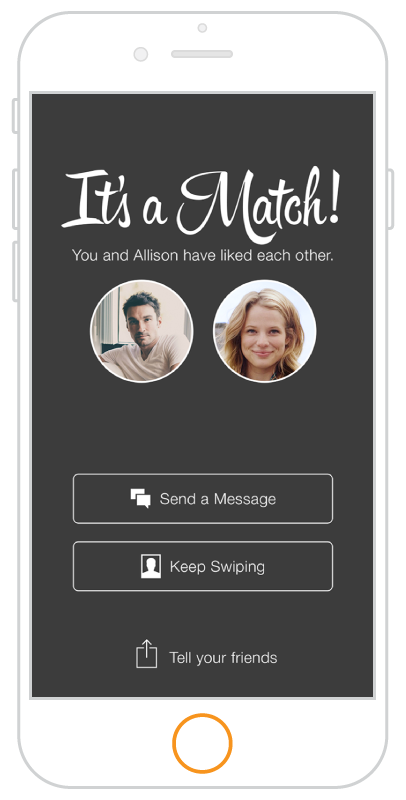 It's a Match!
You and Allison have liked each other.
Send a Message
Keep Swiping
Tell your friends